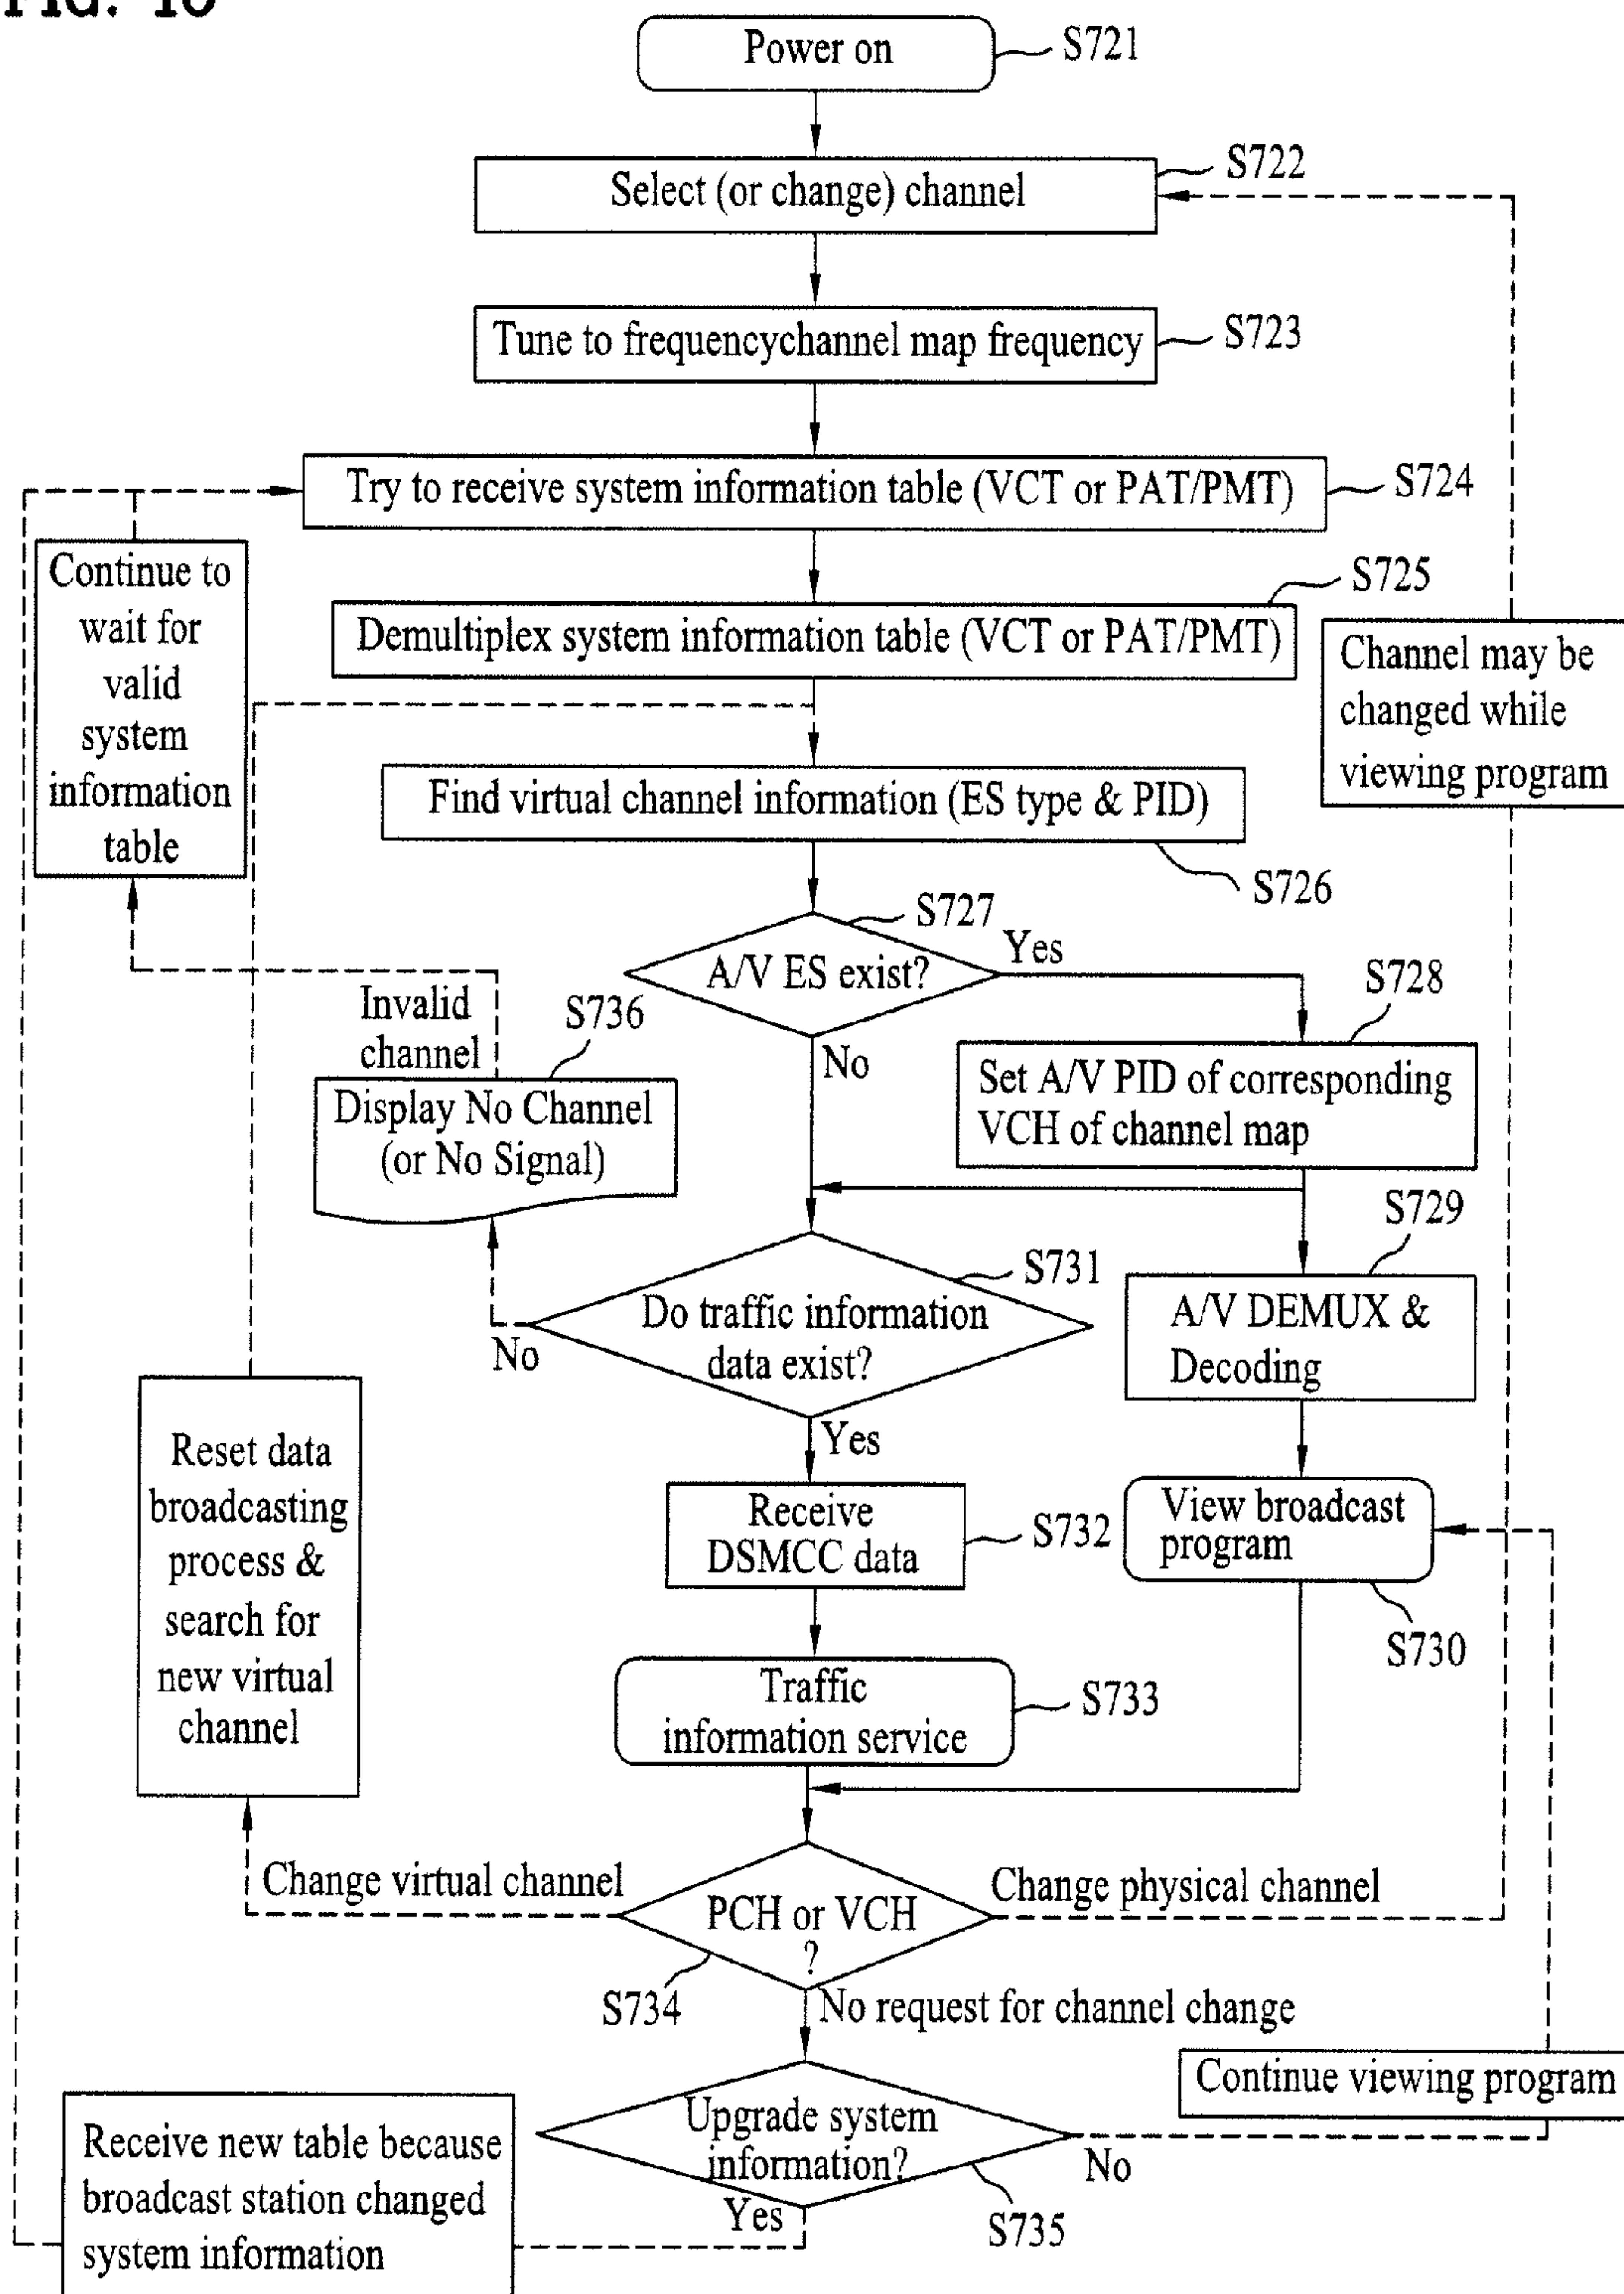 Power on
S721
Select (or change) channel
S722
Tune to frequencychannel map frequency
S723
Try to receive system information table (VCT or PAT/PMT)
S724
Continue to
wait for
valid
system
information
table
Demultiplex system information table (VCT or PAT/PMT)
S725
Channel may be
changed while
viewing program
Find virtual channel information (ES type & PID)
S726
A/V ES exist?
S727
Yes
No
Invalid
channel
S736
Display No Channel
(or No Signal)
S728
Set A/V PID of corresponding
VCH of channel map
S729
A/V DEMUX &
Decoding
Do traffic information
data exist?
S731
No
Yes
Receive
DSMCC data
S732
View broadcast
program
S730
Reset data
broadcasting
process &
search for
new virtual
channel
Traffic
information service
S733
Change virtual channel
PCH or VCH
?
Change physical channel
S734
No request for channel change
Continue viewing program
Upgrade system
information?
No
Yes
S735
Receive new table because
broadcast station changed
system information